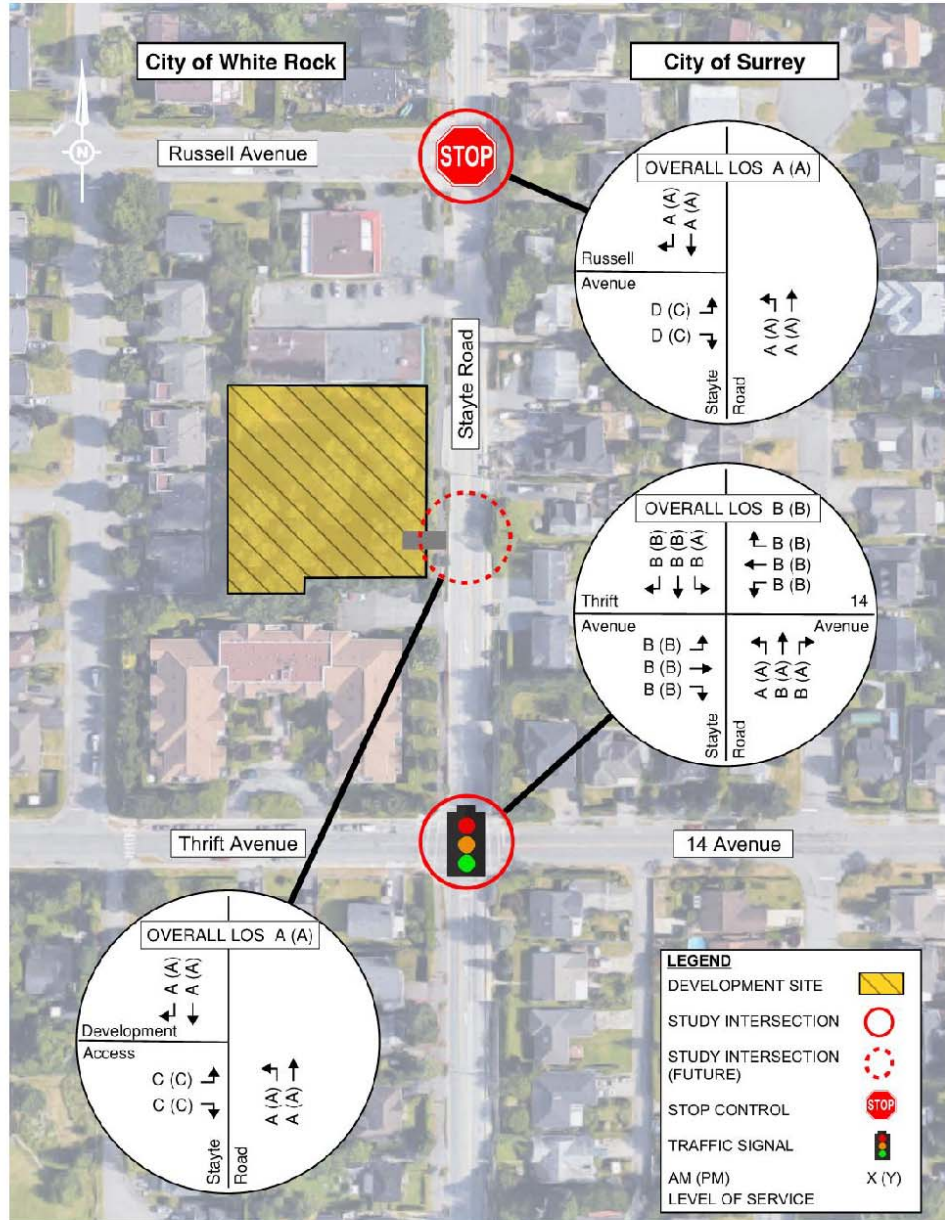 City of White Rock
City of Surrey
N
Russell Avenue
STOP
OVERALL LOS A (A)
A (A)
A (A)
Russell
Avenue
D (C)
D (C)
A (A)
A (A)
Stayte
Road
Stayte Road
OVERALL LOS B (B)
B (B)
B (B)
B (A)
B (B)
B (B)
B (B)
Thrift
14
Avenue
Avenue
B (B)
B (B)
B (B)
A (A)
B (A)
B (A)
Stayte
Road
Thrift Avenue
14 Avenue
OVERALL LOS A (A)
A (A)
A (A)
Development
Access
C (C)
C (C)
A (A)
A (A)
Stayte
Road
LEGEND
DEVELOPMENT SITE
STUDY INTERSECTION
STUDY INTERSECTION
(FUTURE)
STOP CONTROL
STOP
TRAFFIC SIGNAL
AM (PM) X (Y)
LEVEL OF SERVICE